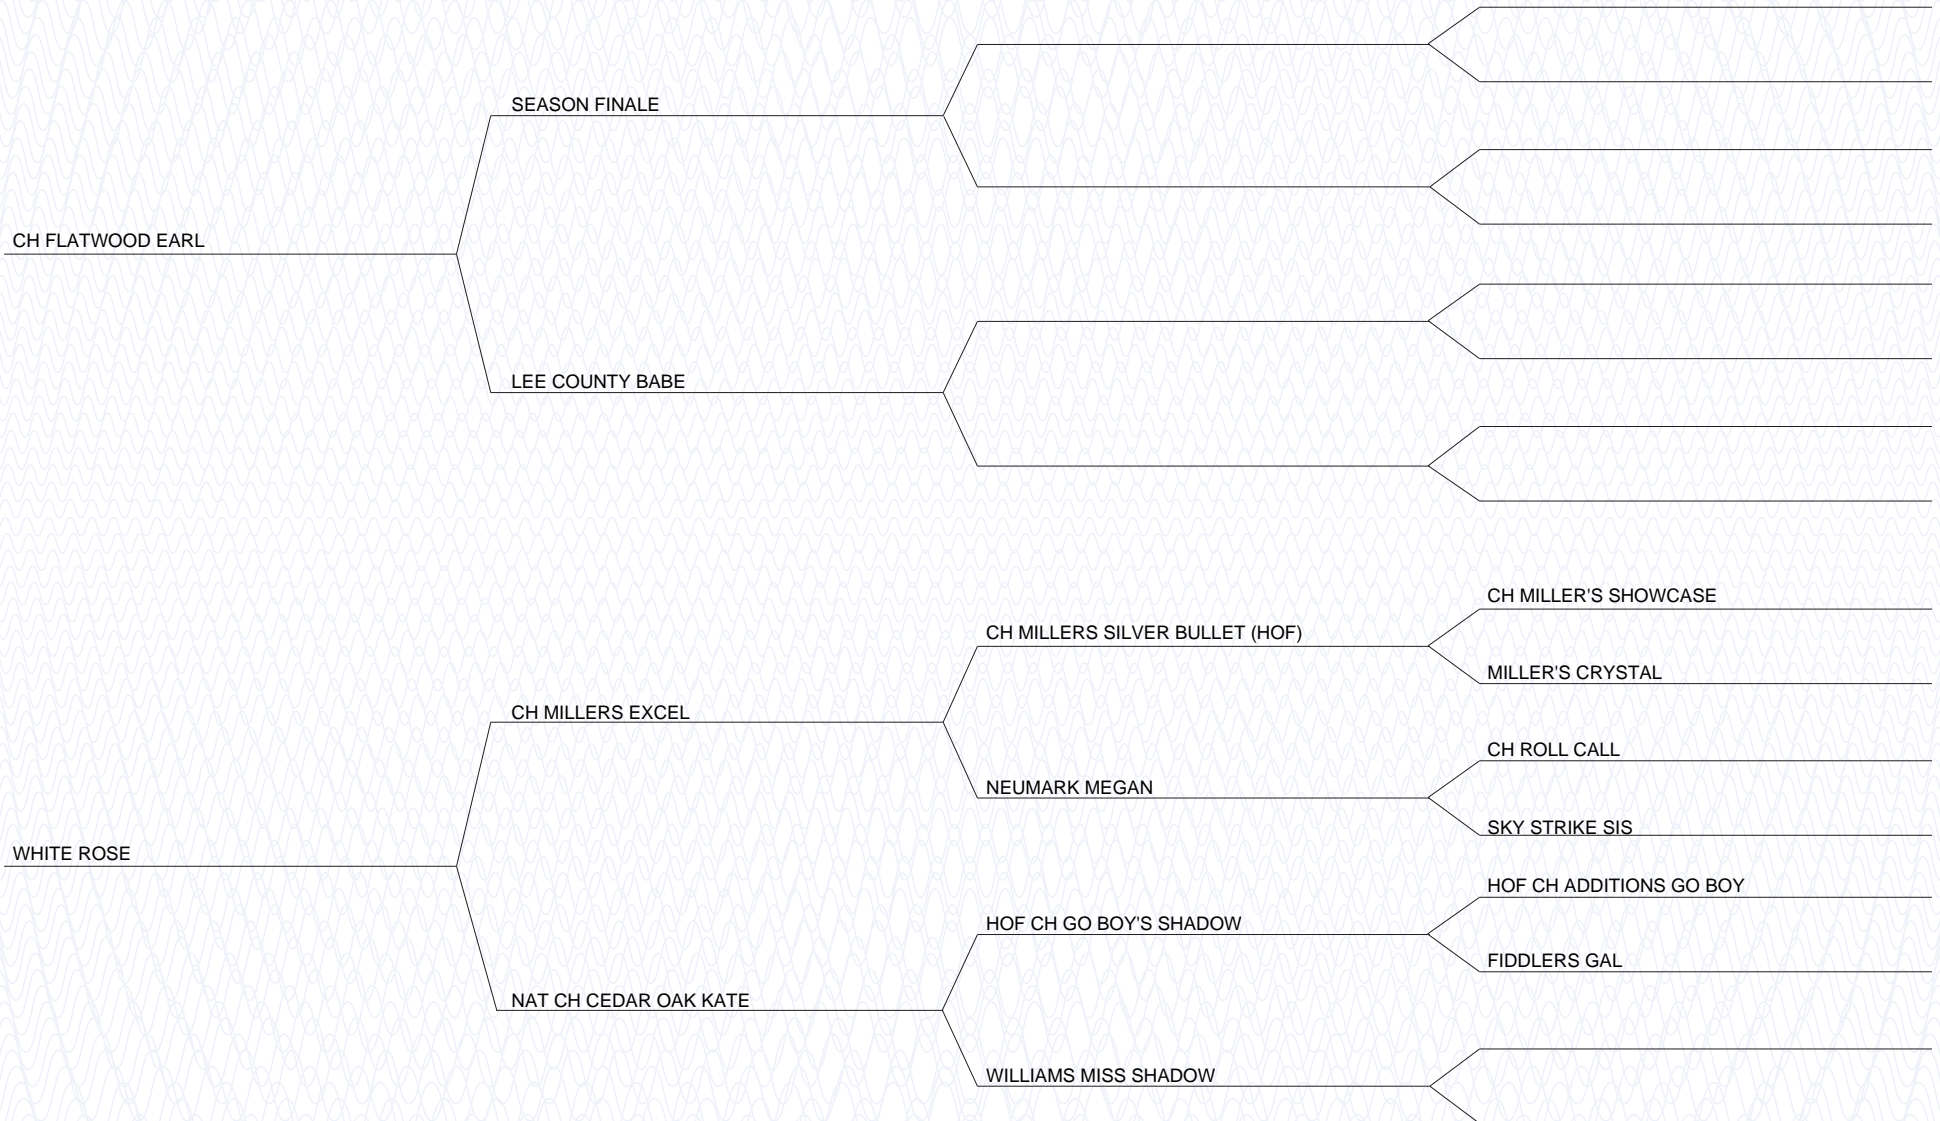 SEASON FINALE
CH FLATWOOD EARL
LEE COUNTY BABE
CH MILLER'S SHOWCASE
CH MILLERS SILVER BULLET (HOF)
MILLER'S CRYSTAL
CH MILLERS EXCEL
CH ROLL CALL
NEUMARK MEGAN
SKY STRIKE SIS
WHITE ROSE
HOF CH ADDITIONS GO BOY
HOF CH GO BOY'S SHADOW
FIDDLERS GAL
NAT CH CEDAR OAK KATE
WILLIAMS MISS SHADOW